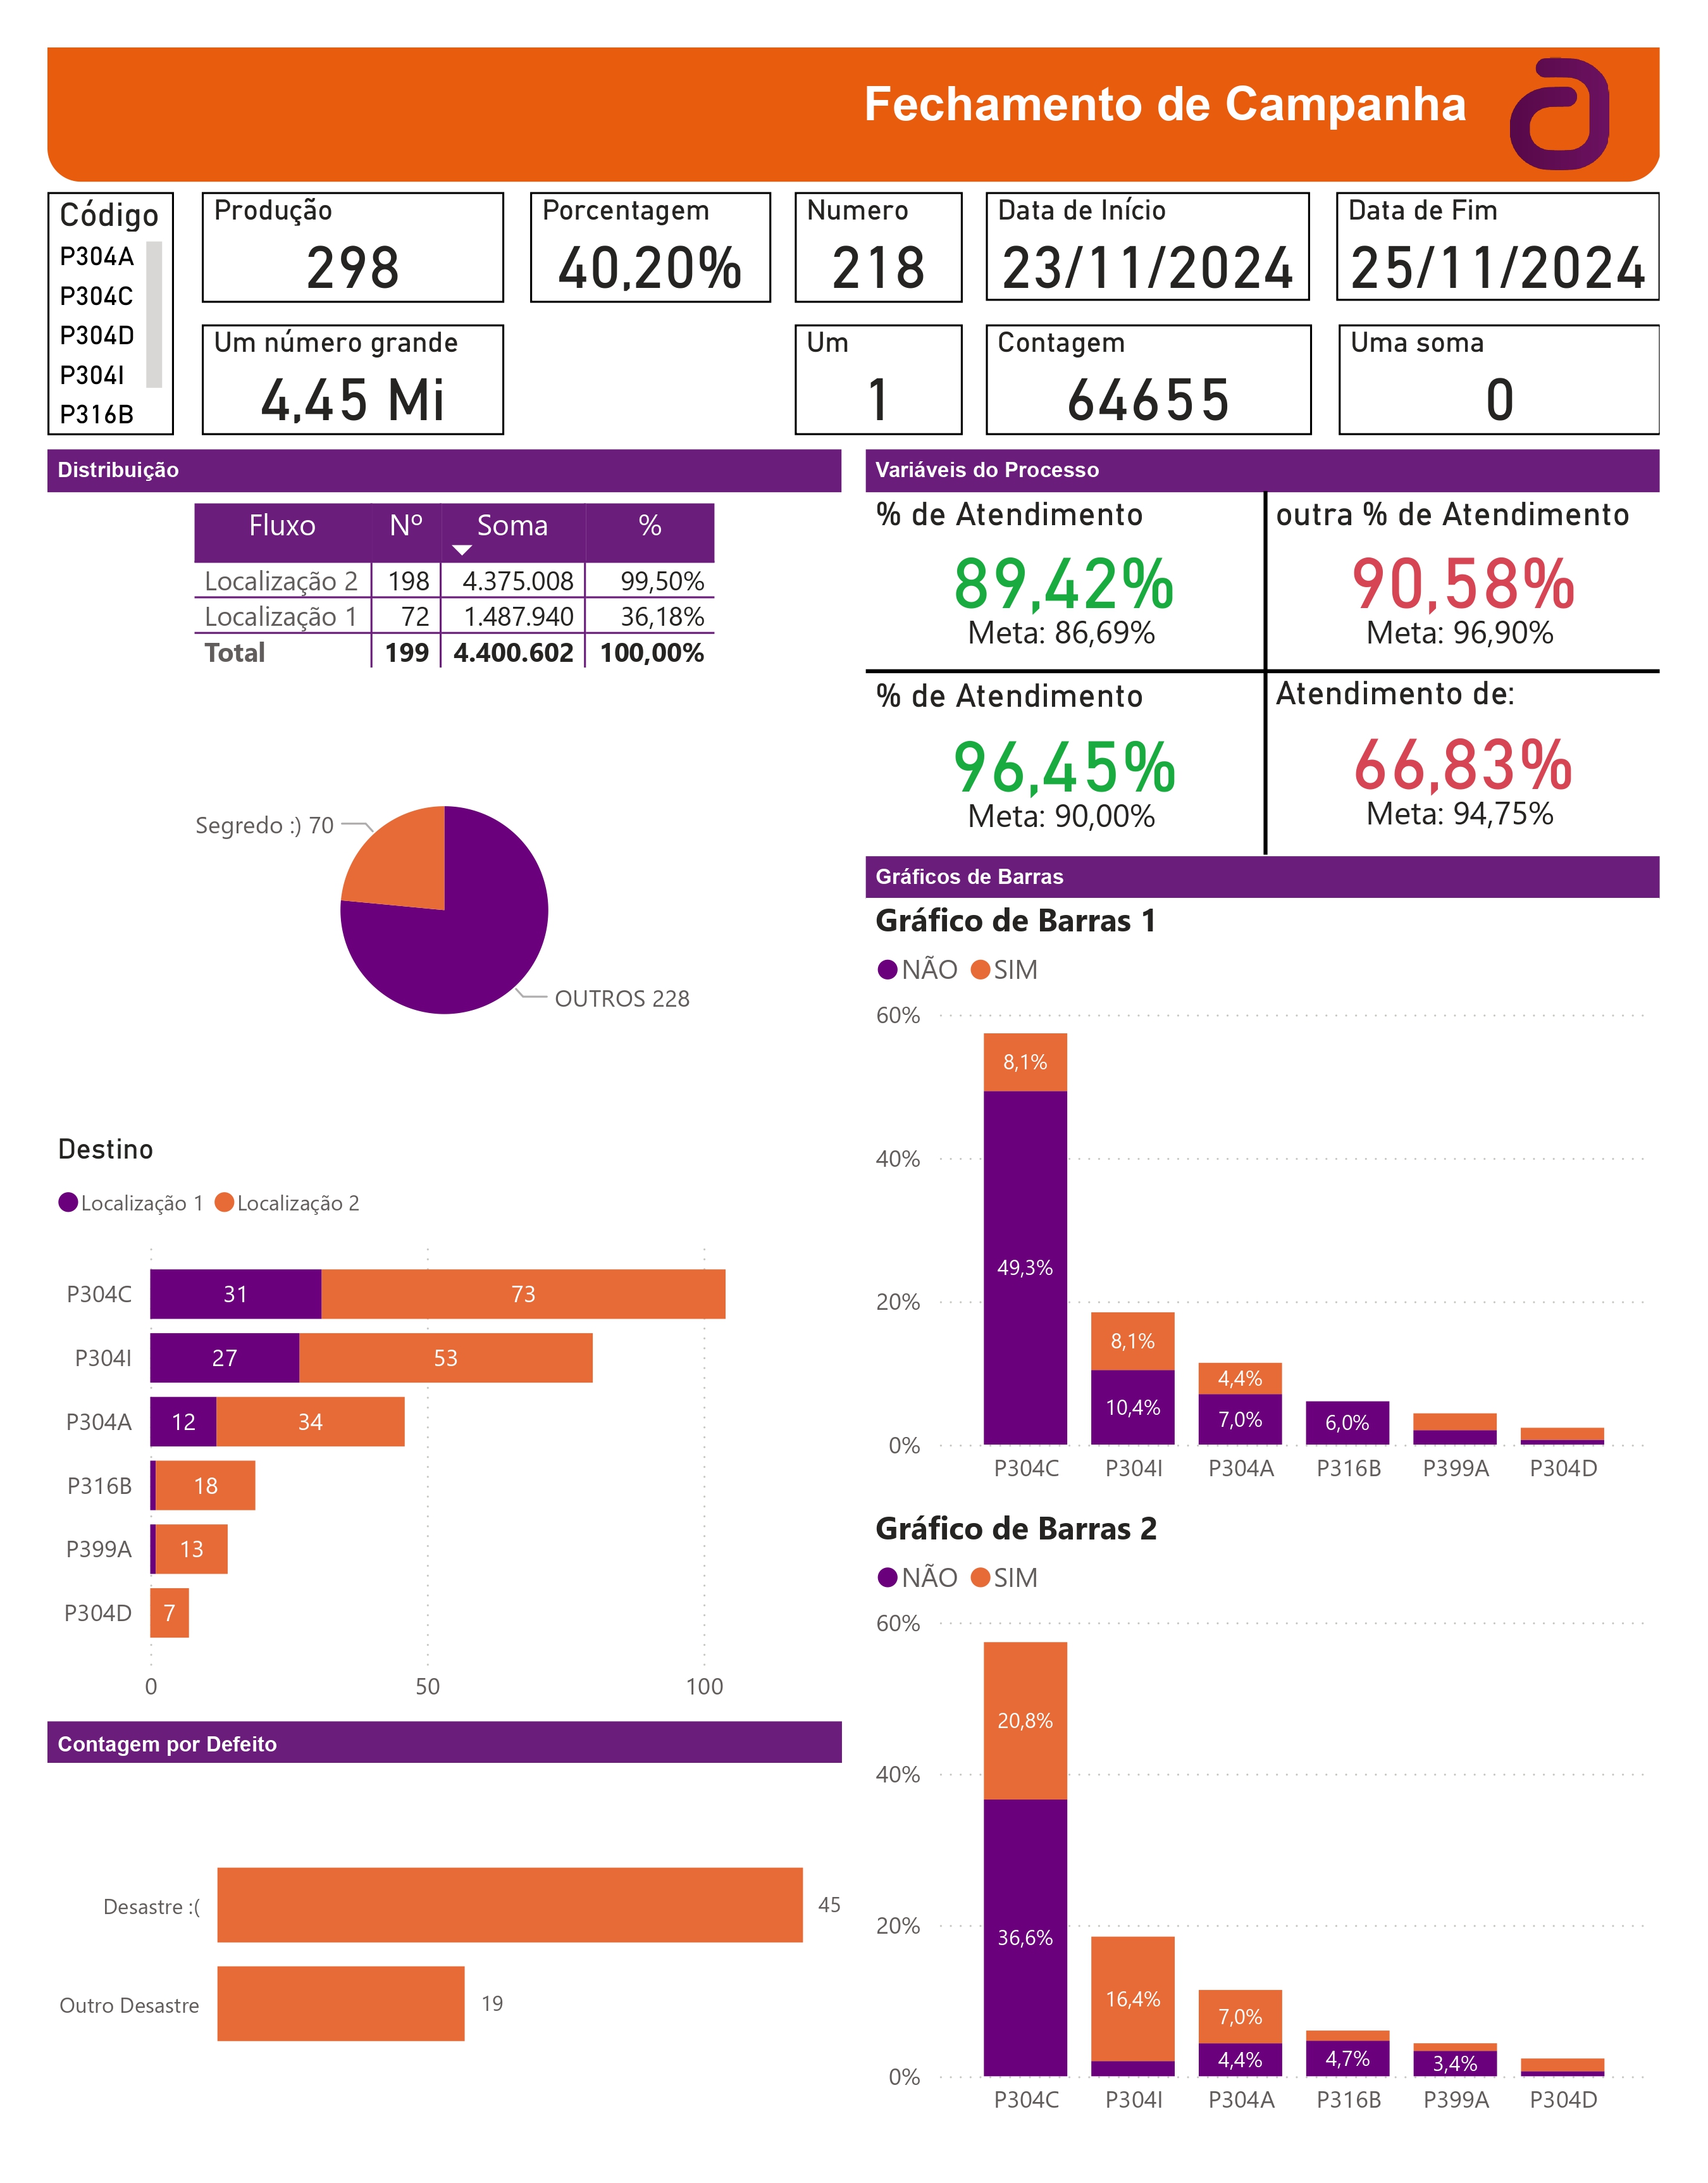 Fechamento de Campanha
Código
P304A
P304C
P304D
P304I
P316B
Produção
298
Porcentagem
40,20%
Numero
218
Data de Início
23/11/2024
Data de Fim
25/11/2024
Um número grande
4,45 Mi
Um
1
Contagem
64655
Uma soma
0
Distribuição
Fluxo Nº Soma %
Localização 2 198 4.375.008 99,50%
Localização 1 72 1.487.940 36,18%
Total 199 4.400.602 100,00%
Segredo :) 70
OUTROS 228
Destino
Localização 1 Localização 2
P304C 31 73
P304I 27 53
P304A 12 34
P316B 18
P399A 13
P304D 7
0 50 100
Contagem por Defeito
Desastre :( 45
Outro Desastre 19
Variáveis do Processo
% de Atendimento
89,42%
Meta: 86,69%
outra % de Atendimento
90,58%
Meta: 96,90%
% de Atendimento
96,45%
Meta: 90,00%
Atendimento de:
66,83%
Meta: 94,75%
Gráficos de Barras
Gráfico de Barras 1
NÃO SIM
60%
8,1%
40%
49,3%
20%
8,1%
4,4%
10,4% 7,0% 6,0%
0%
P304C P304I P304A P316B P399A P304D
Gráfico de Barras 2
NÃO SIM
60%
20,8%
40%
20%
36,6%
16,4% 7,0%
4,4% 4,7% 3,4%
0%
P304C P304I P304A P316B P399A P304D